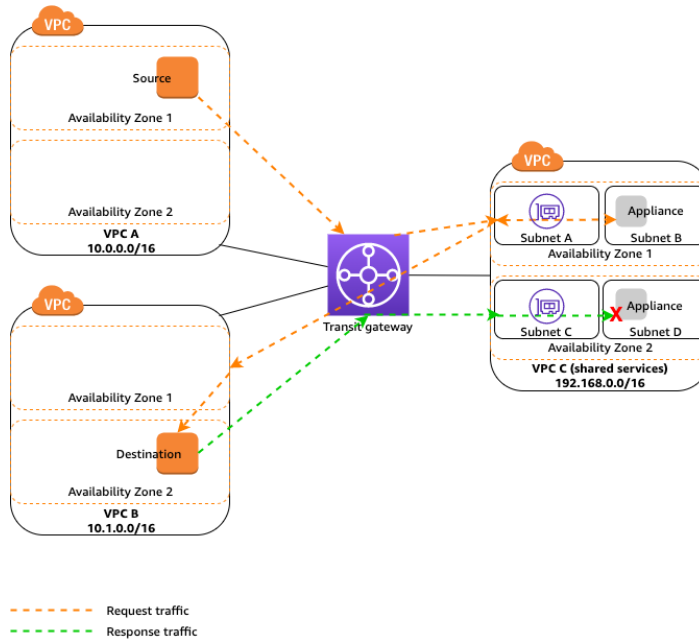 VPC
Source
Availability Zone 1
Availability Zone 2
VPC A
10.0.0.0/16
VPC
Availability Zone 1
Destination
Availability Zone 2
VPC B
10.1.0.0/16
Transit gateway
VPC
Appliance
Subnet A
Subnet B
Availability Zone 1
Appliance
X
Subnet C
Subnet D
Availability Zone 2
VPC C (shared services)
192.168.0.0/16
Request traffic
Response traffic